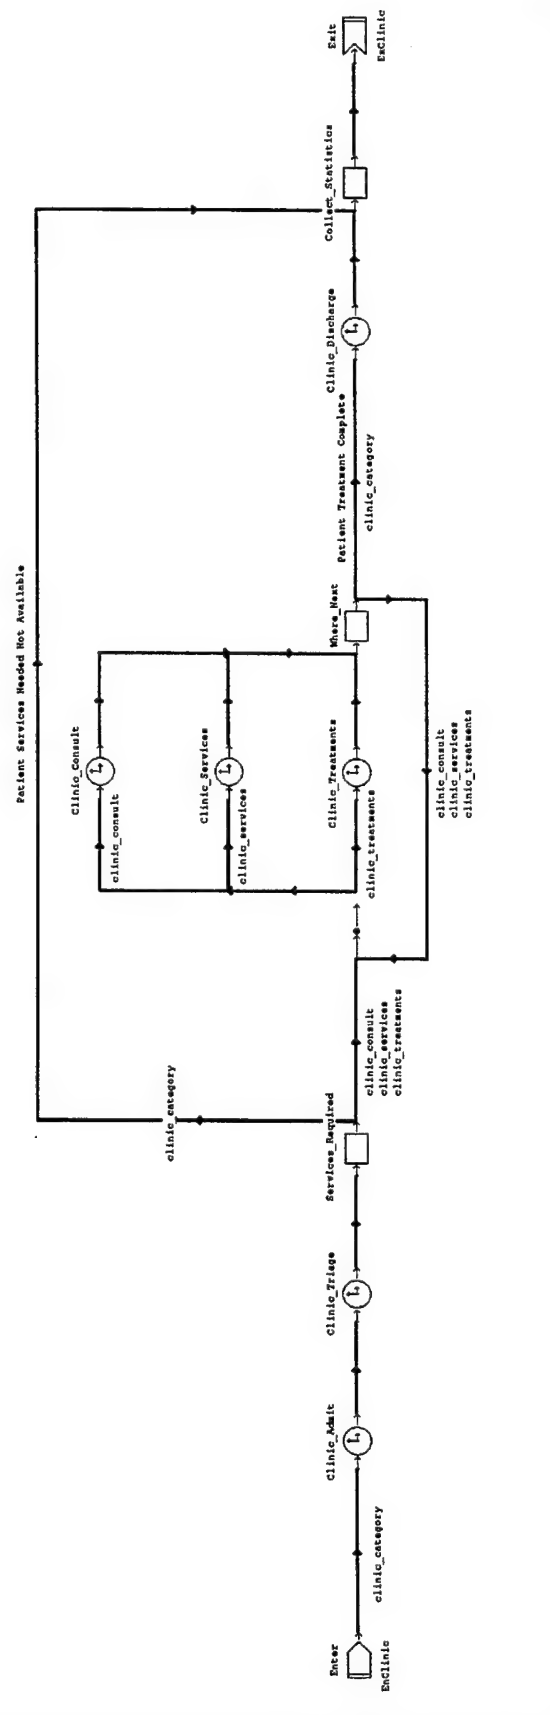 Enter
EnClinic
clinic_category
Clinic_Admit
Clinic_Triage
Services_Required
clinic_category
Patient Services Needed Not Available
clinic_consult
clinic_services
clinic_treatments
Clinic_Consult
clinic_consult
Clinic_Services
clinic_services
Clinic_Treatments
clinic_treatments
Where_Next
clinic_consult
clinic_services
clinic_treatments
Patient Treatment Complete
clinic_category
Clinic_Discharge
Collect_Statistics
Exit
ExClinic